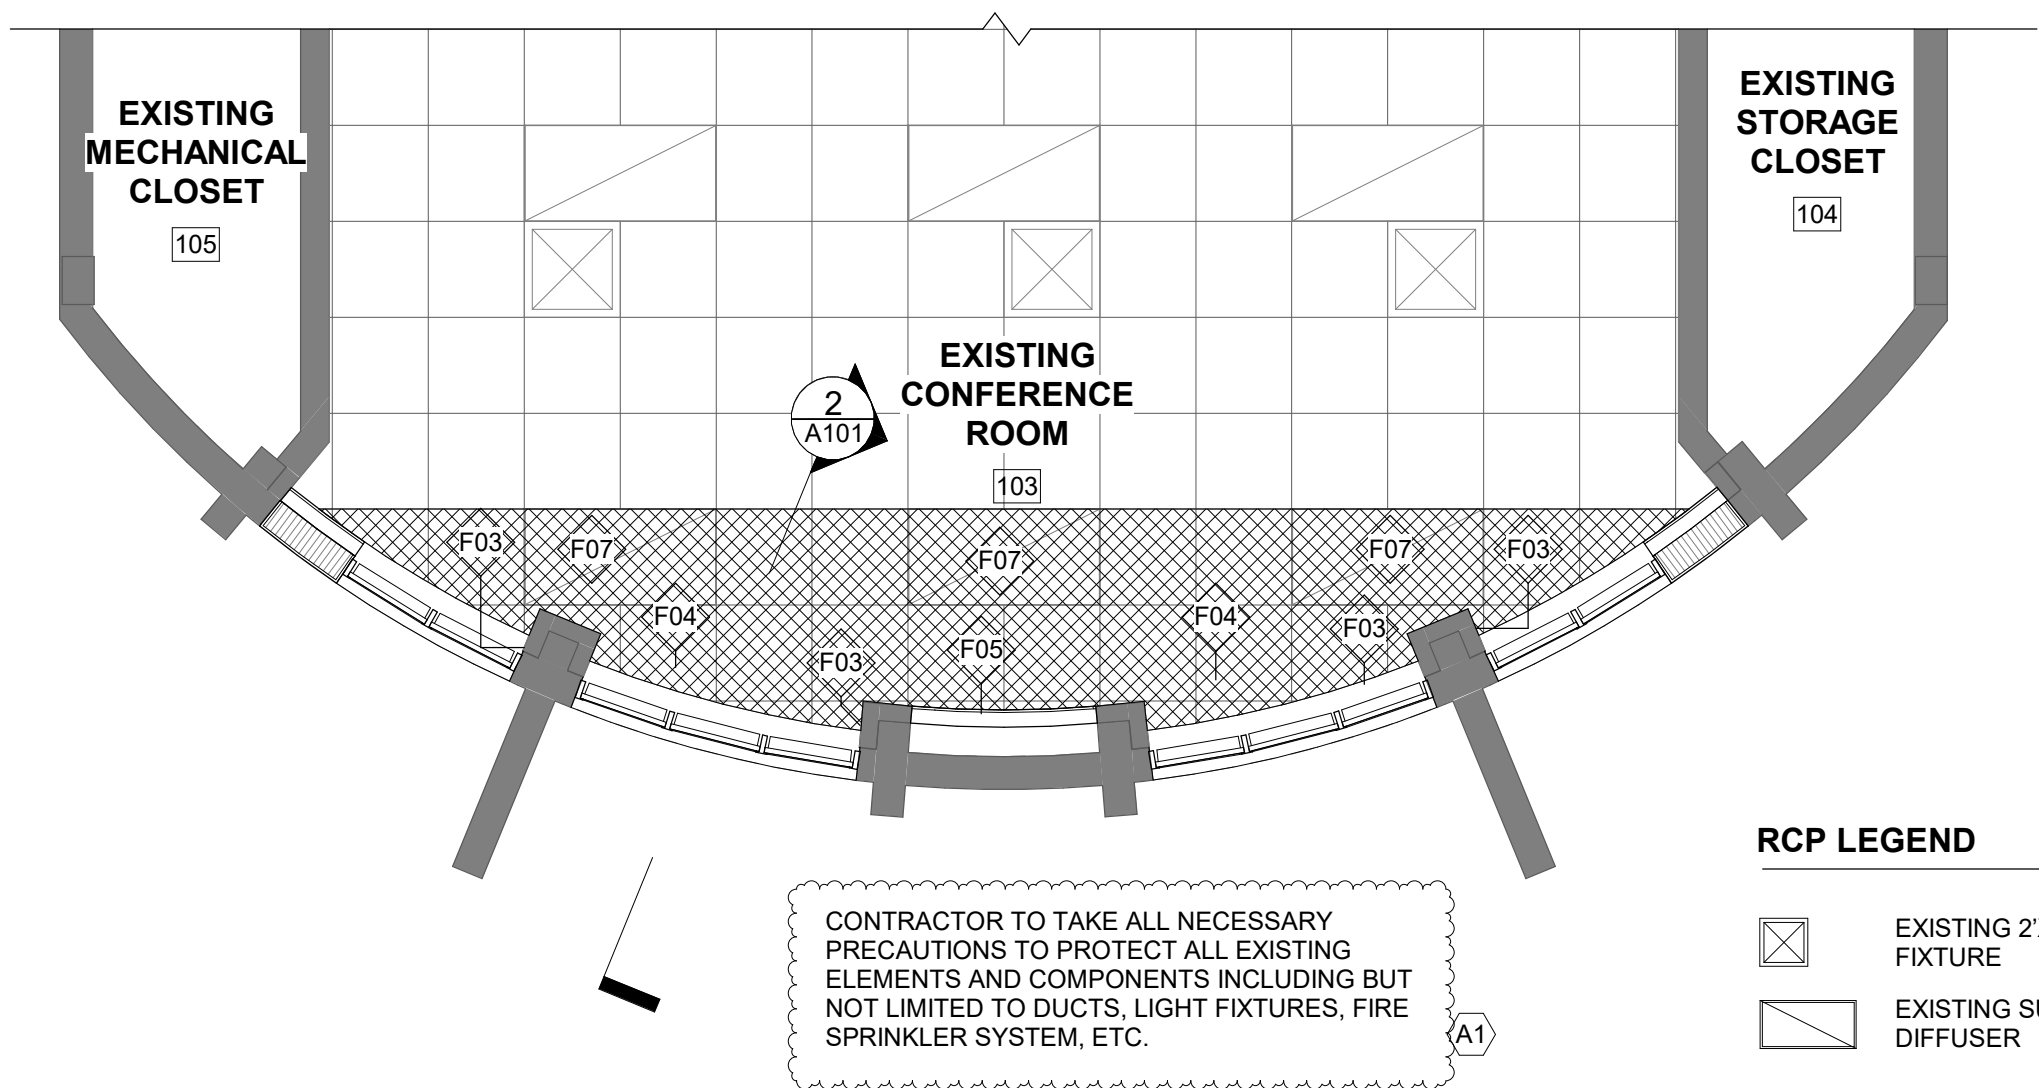 EXISTING
MECHANICAL
CLOSET
105
EXISTING
STORAGE
CLOSET
104
2
A101
EXISTING
CONFERENCE
ROOM
103
F03
F07
F07
F07
F03
F04
F04
F03
F05
F03
RCP LEGEND
EXISTING
FIXTURE
EXISTING
DIFFUSER
CONTRACTOR TO TAKE ALL NECESSARY
PRECAUTIONS TO PROTECT ALL EXISTING
ELEMENTS AND COMPONENTS INCLUDING BUT
NOT LIMITED TO DUCTS, LIGHT FIXTURES, FIRE
SPRINKLER SYSTEM, ETC.
A1